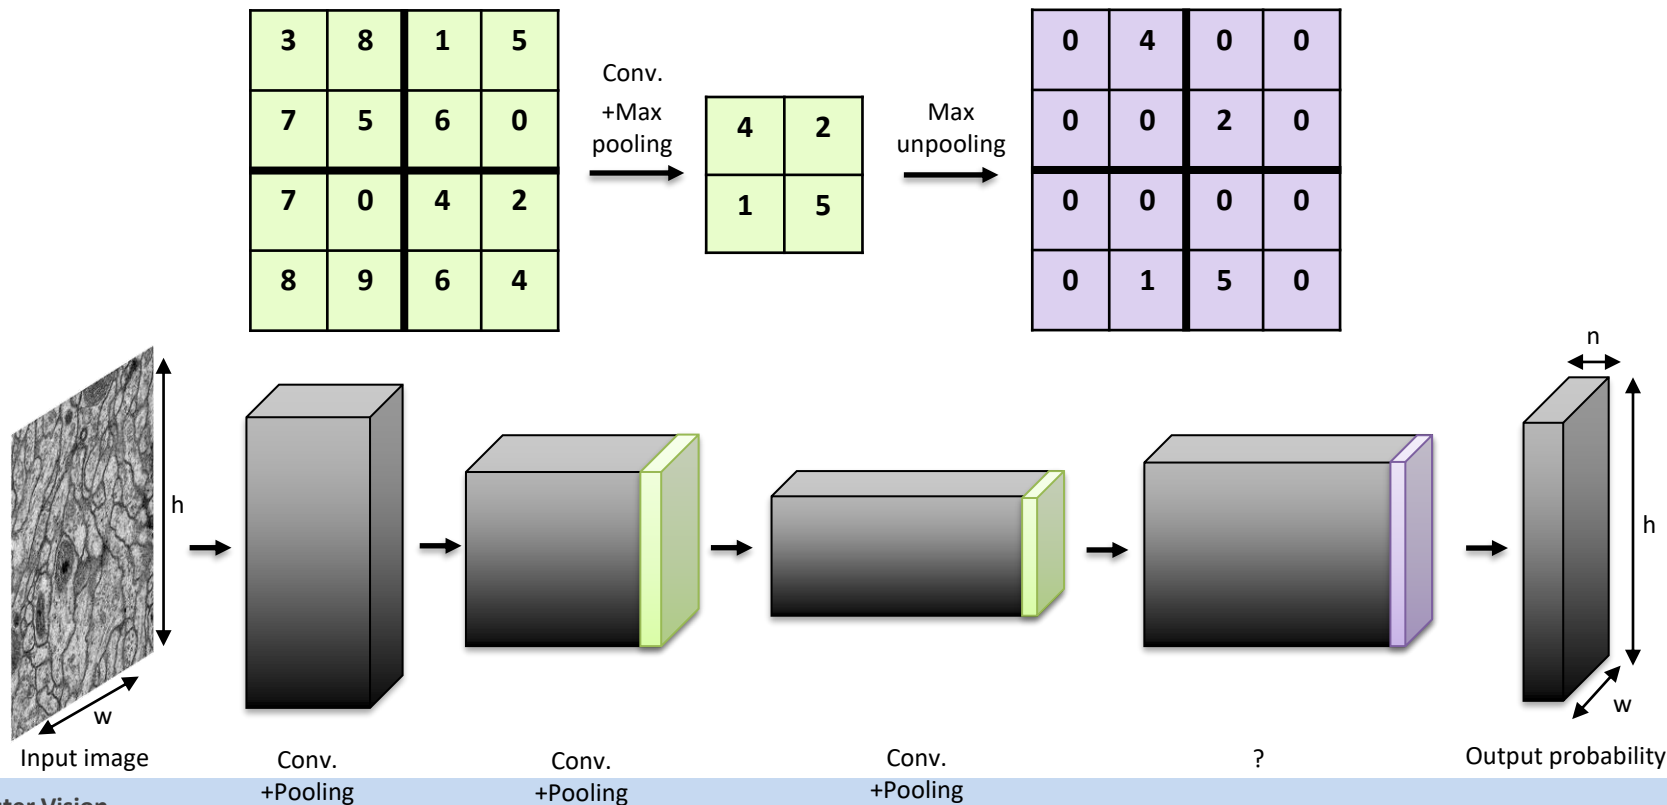 3 8 1 5
7 5 6 0
7 0 4 2
8 9 6 4
Conv.
+Max
pooling
4 2
1 5
Max
unpooling
0 4 0 0
0 0 2 0
0 0 0 0
0 1 5 0
h
w
n
h
w
Input image
Conv.
+Pooling
Conv.
+Pooling
Conv.
+Pooling
?
Output probability
Vision